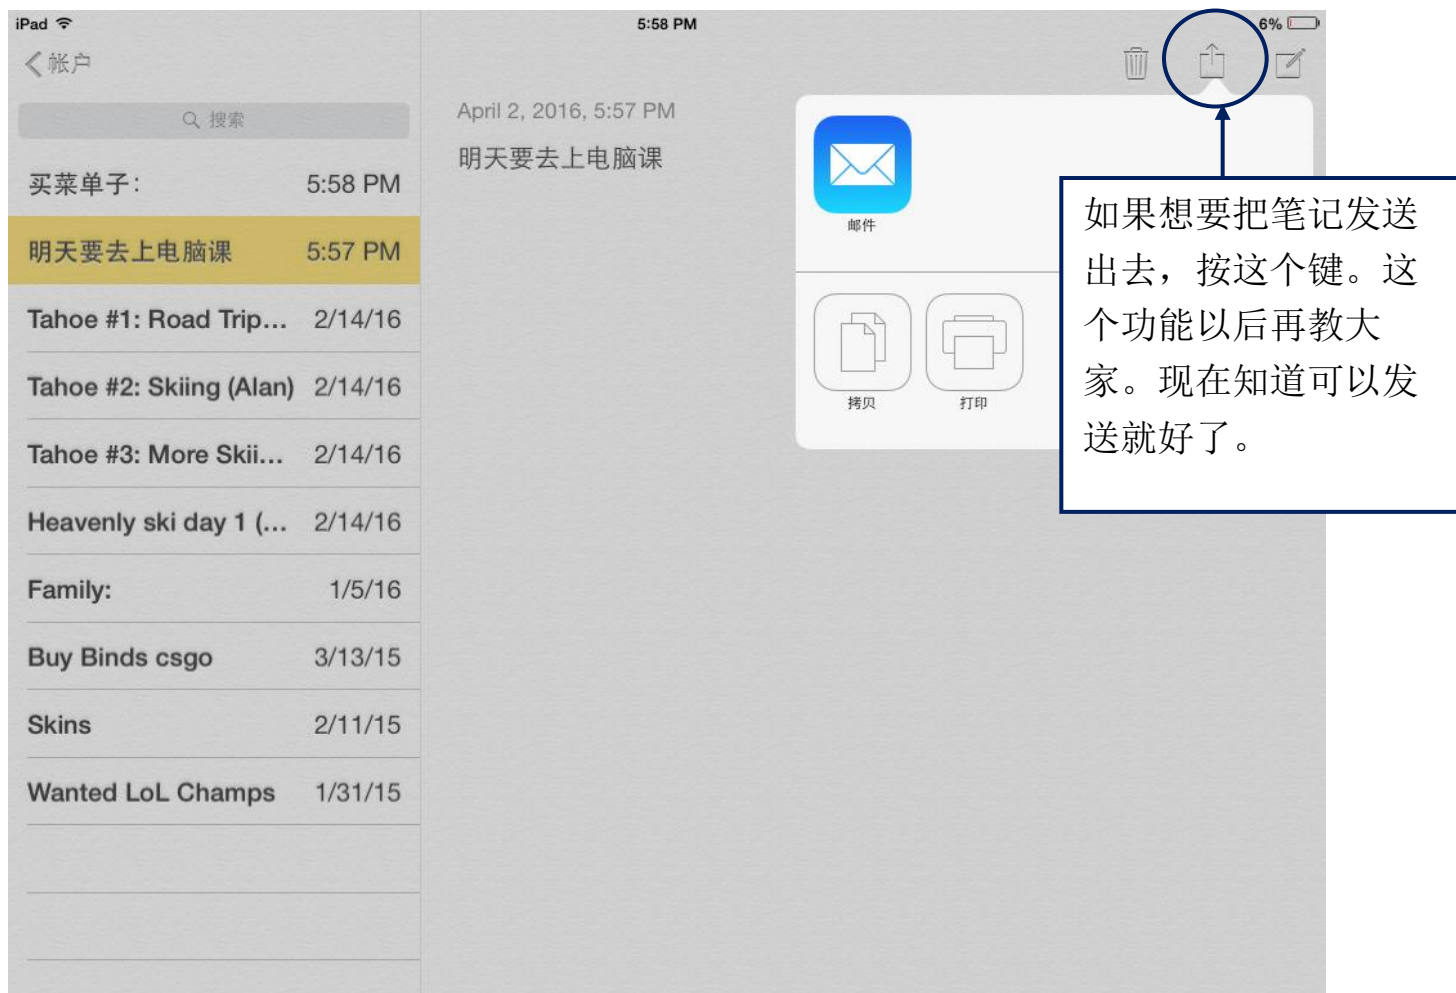 iPad
5:58 PM
6%
帐户
搜索
买菜单子： 5:58 PM
明天要去上电脑课 5:57 PM
Tahoe #1: Road Trip... 2/14/16
Tahoe #2: Skiing (Alan) 2/14/16
Tahoe #3: More Skii... 2/14/16
Heavenly ski day 1 (... 2/14/16
Family: 1/5/16
Buy Binds csgo 3/13/15
Skins 2/11/15
Wanted LoL Champs 1/31/15
April 2, 2016, 5:57 PM
明天要去上电脑课
邮件
拷贝
打印
如果想要把笔记发送
出去，按这个键。这
个功能以后再教大
家。现在知道可以发
送就好了。